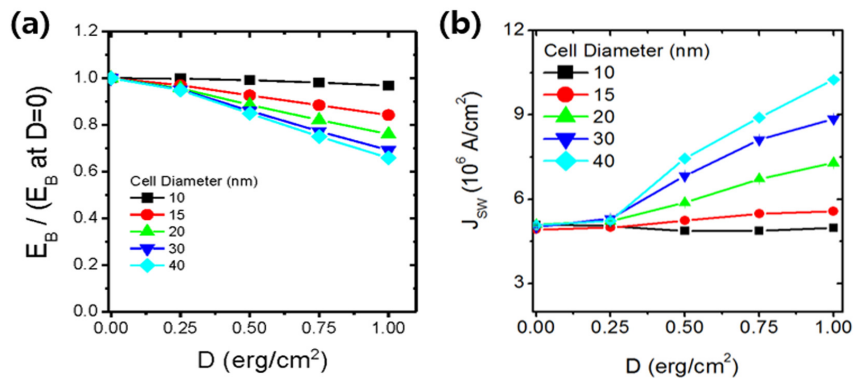 (a)
1.2
1.0
0.8
0.6
0.4
0.2
0.0
E_B / (E_B at D=0)
Cell Diameter (nm)
10
15
20
30
40
0.00 0.25 0.50 0.75 1.00
D (erg/cm²)
(b)
12
9
6
3
J_SW (10⁶ A/cm²)
Cell Diameter (nm)
10
15
20
30
40
0.00 0.25 0.50 0.75 1.00
D (erg/cm²)